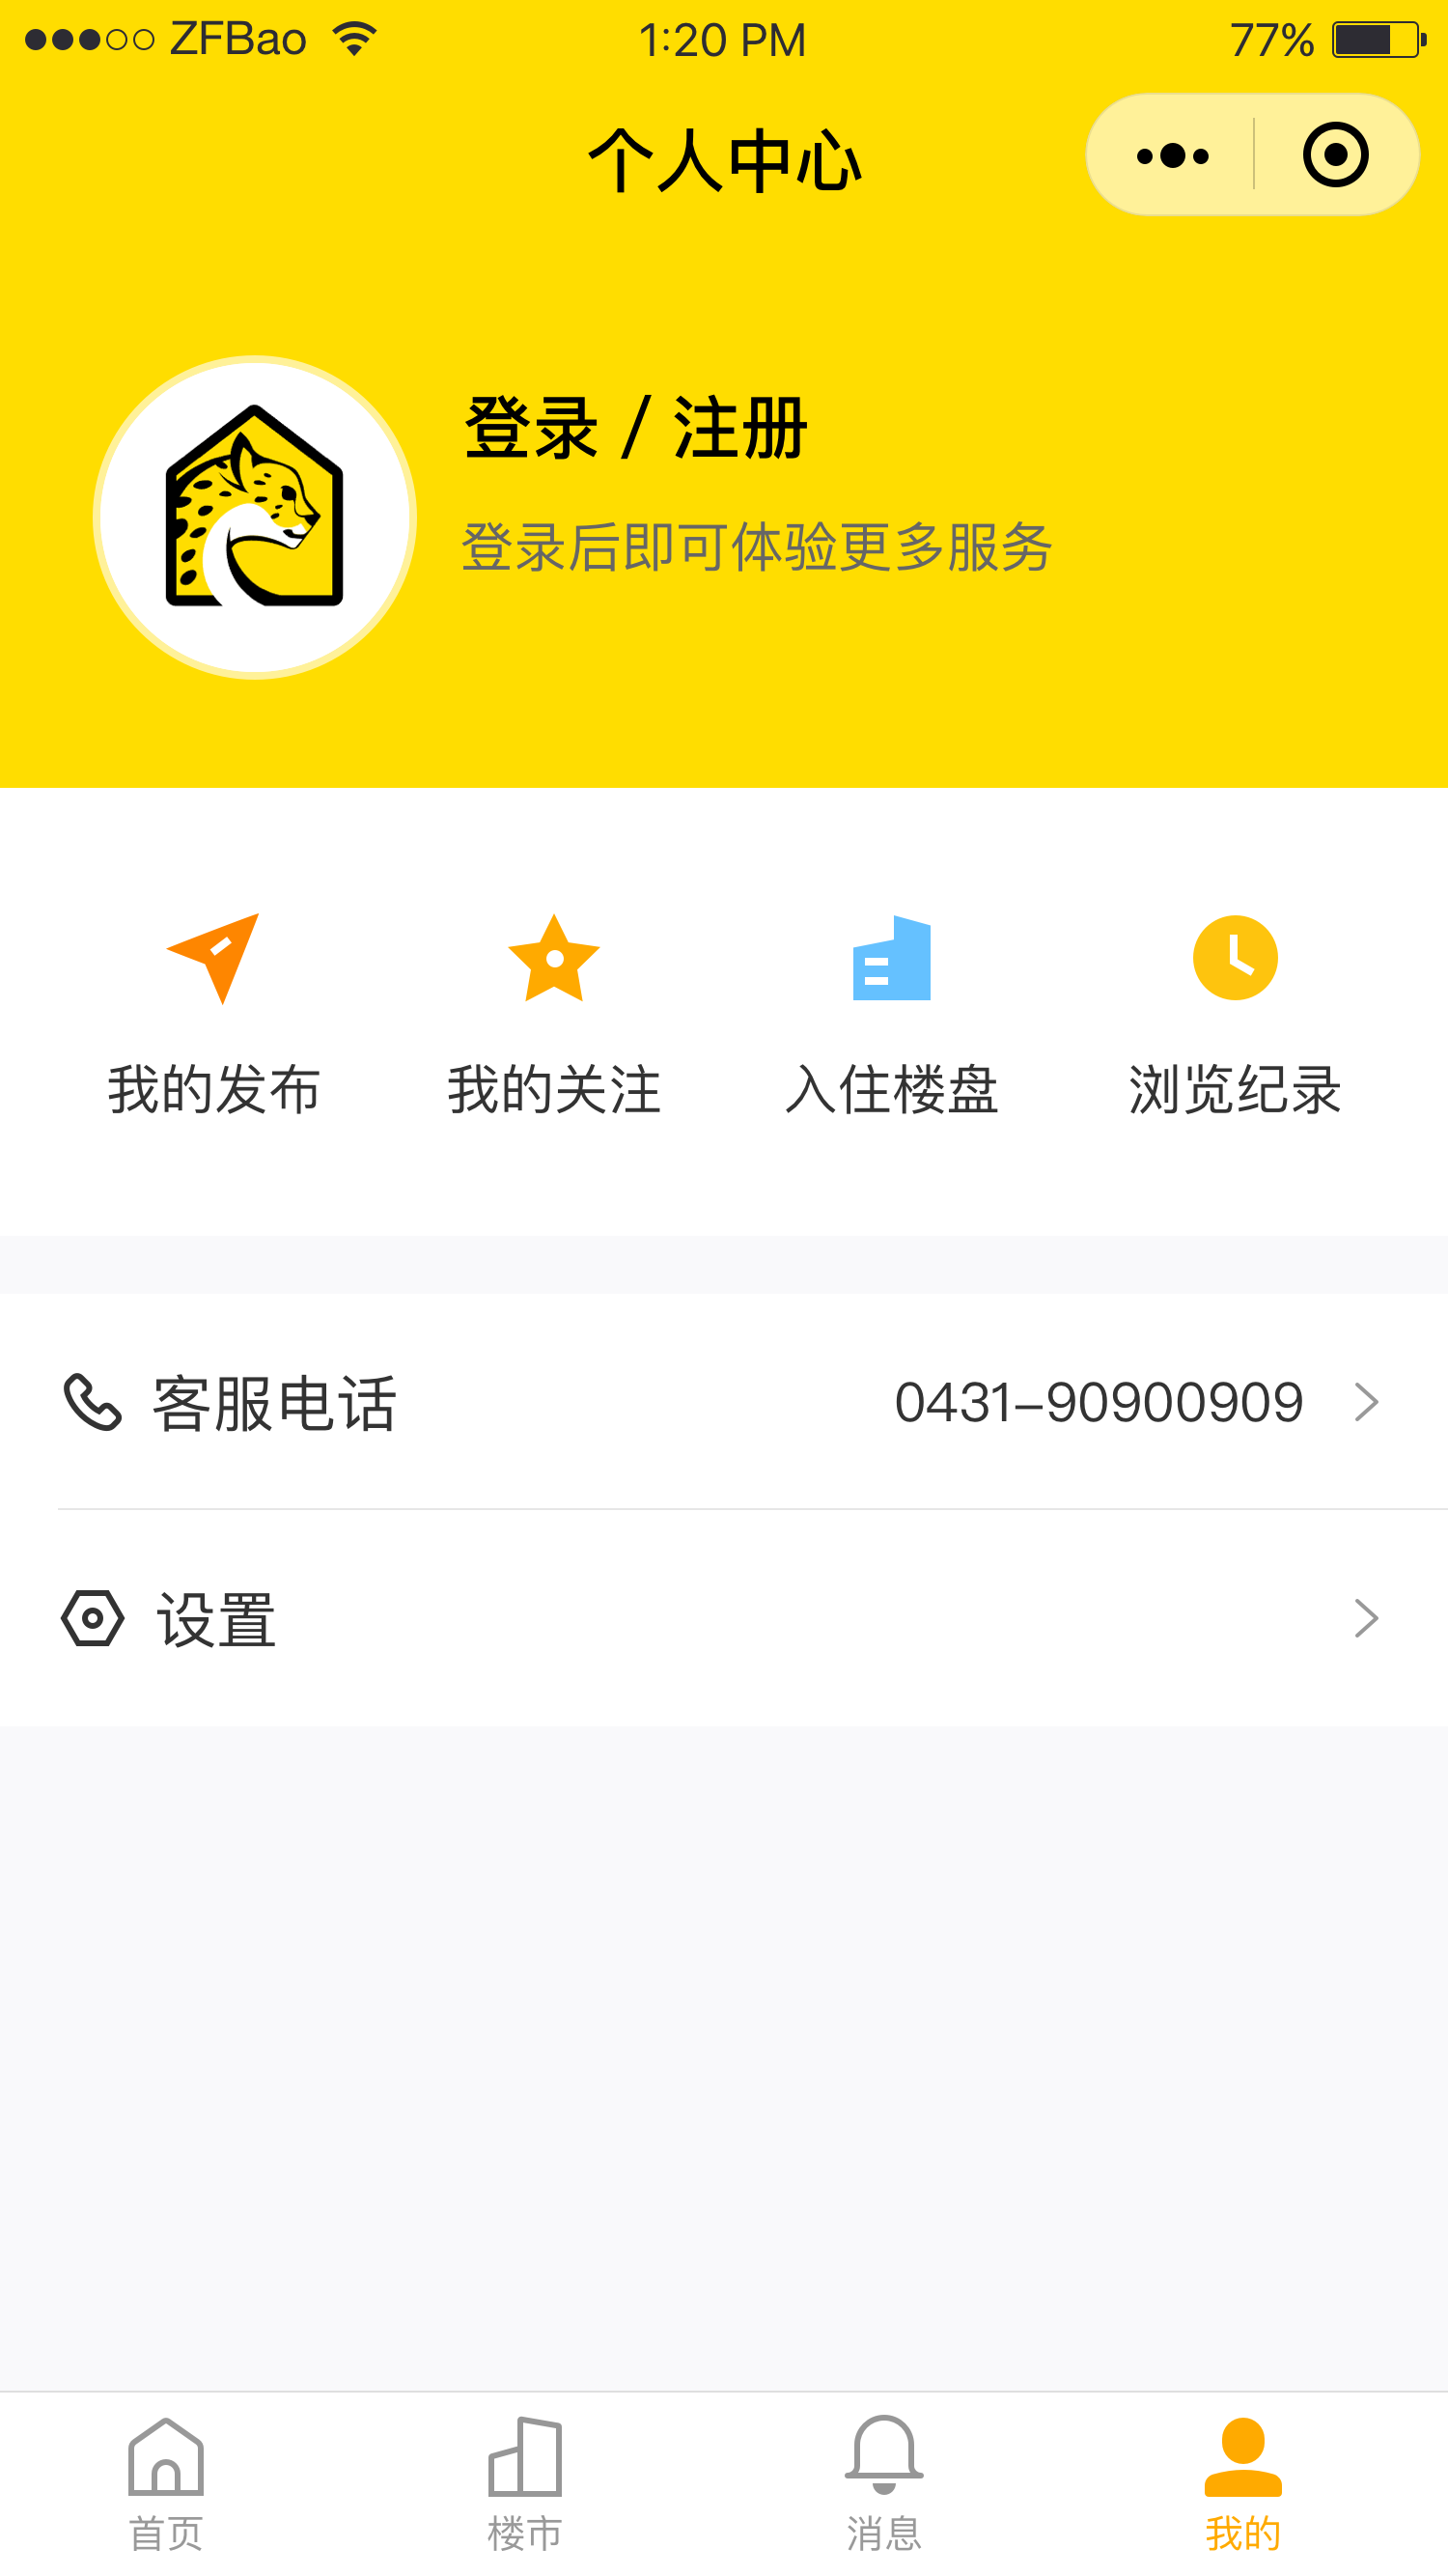 ZFBao 1:20 PM 77%
个人中心
登录 / 注册
登录后即可体验更多服务
我的发布 我的关注 入住楼盘 浏览纪录
客服电话 0431-90900909
设置
首页 楼市 消息 我的